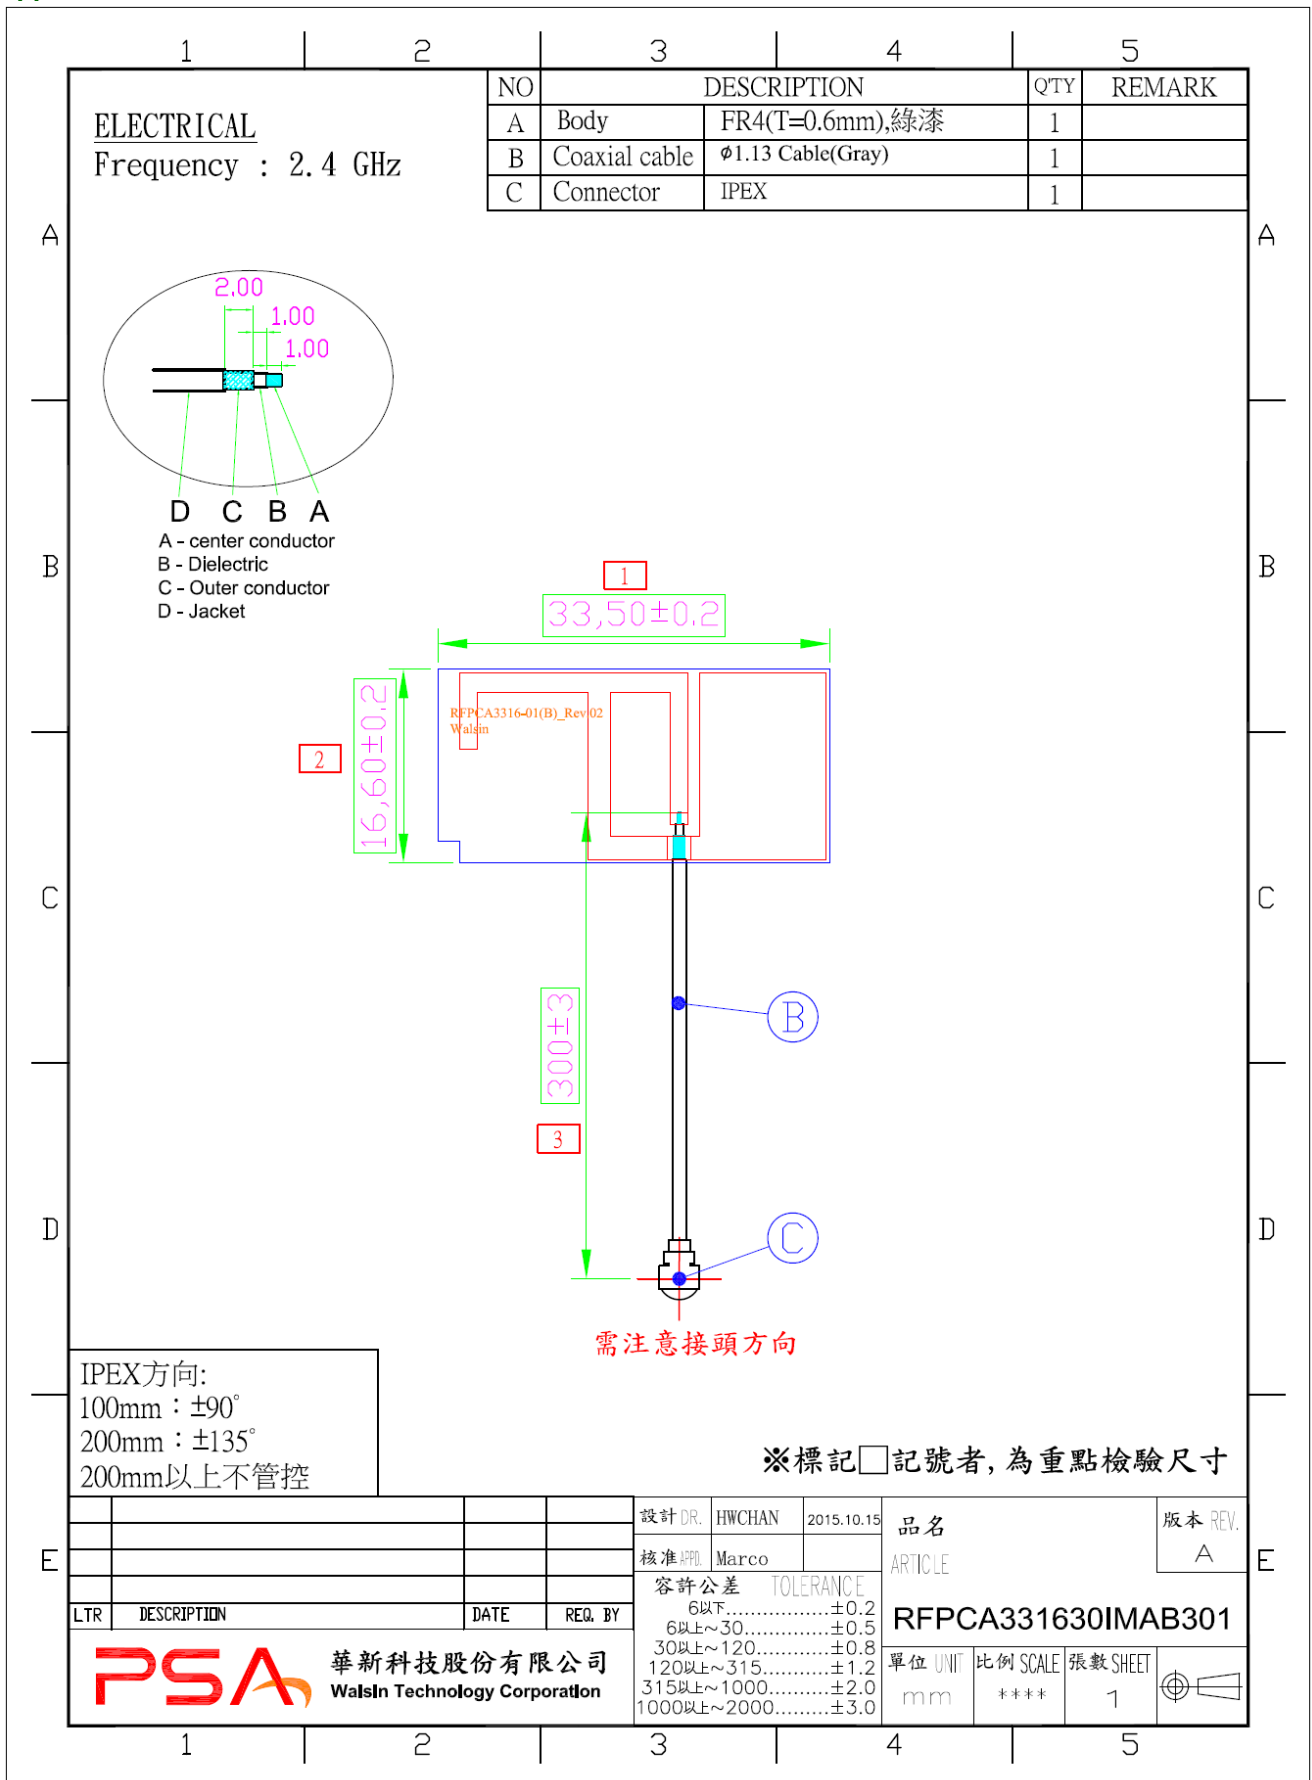 1 2 3 4 5
NO DESCRIPTION Q'TY REMARK
A Body FR4(T=0.6mm),綠漆 1
B Coaxial cable ϕ1.13 Cable(Gray) 1
C Connector IPEX 1
ELECTRICAL
Frequency : 2.4 GHz
A A
2.00
1.00
1.00
D C B A
A - center conductor
B - Dielectric
C - Outer conductor
D - Jacket
B B
1
33,50±0.2
16,60±0.2
2
RFPCA3316-01(B)_Rev02
Walsin
C C
B
300±3
3
D D
C
需注意接頭方向
IPEX方向:
100mm：±90°
200mm：±135°
200mm以上不管控
※標記□記號者, 為重點檢驗尺寸
E E
LTR DESCRIPTION DATE REQ. BY
設計 DR. HWCHAN 2015.10.15
核准 APPD. Marco
容許公差 TOLERANCE
6以下.................±0.2
6以上~30..............±0.5
30以上~120............±0.8
120以上~315...........±1.2
315以上~1000..........±2.0
1000以上~2000.........±3.0
品名
ARTICLE
版本 REV.
A
RFPCA331630IMAB301
單位 UNIT 比例 SCALE 張數 SHEET
mm **** 1
PSA 華新科技股份有限公司
Walsin Technology Corporation
1 2 3 4 5